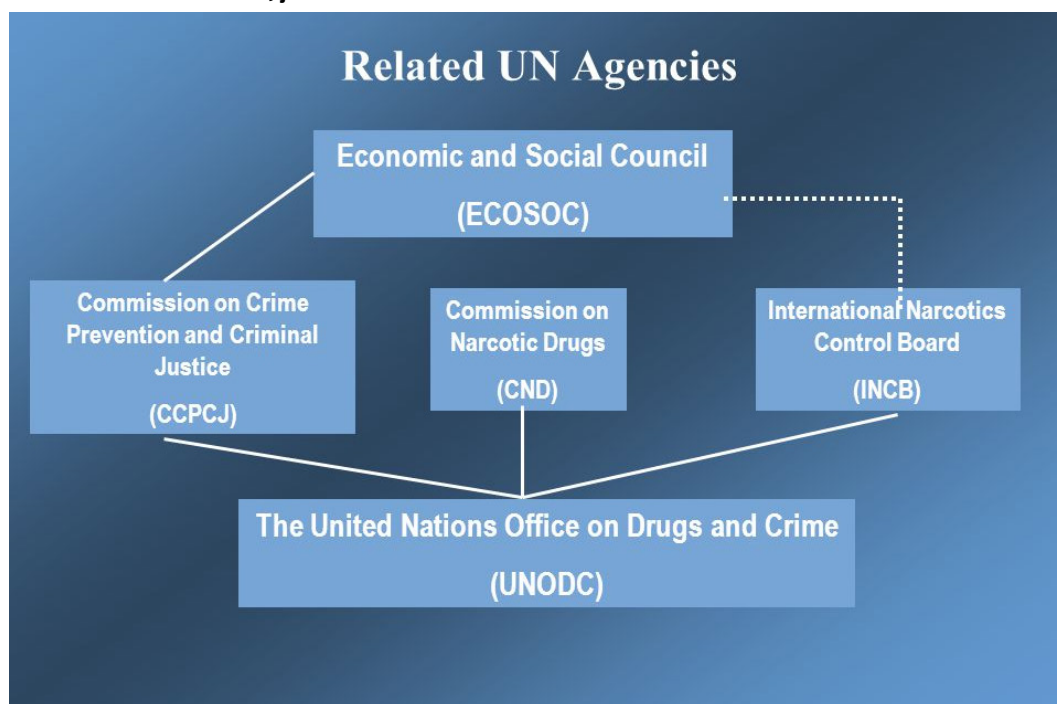 Related UN Agencies
Economic and Social Council
(ECOSOC)
Commission on Crime
Prevention and Criminal
Justice
(CCPCJ)
Commission on
Narcotic Drugs
(CND)
International Narcotics
Control Board
(INCB)
The United Nations Office on Drugs and Crime
(UNODC)